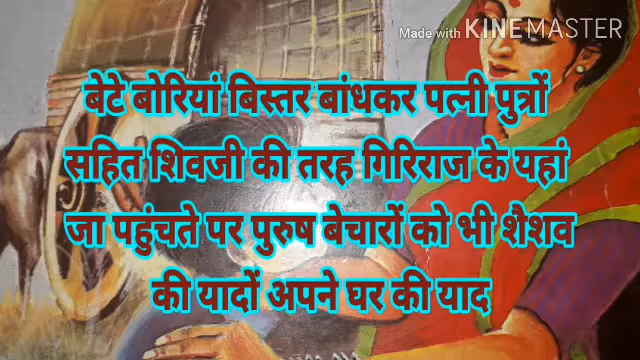 Made with KINEMASTER
बेटे बोरियां बिस्तर बांधकर पत्नी पुत्रों
सहित शिवजी की तरह गिरिराज के यहां
जा पहुंचते पर पुरुष बेचारों को भी शैशव
की यादों अपने घर की याद